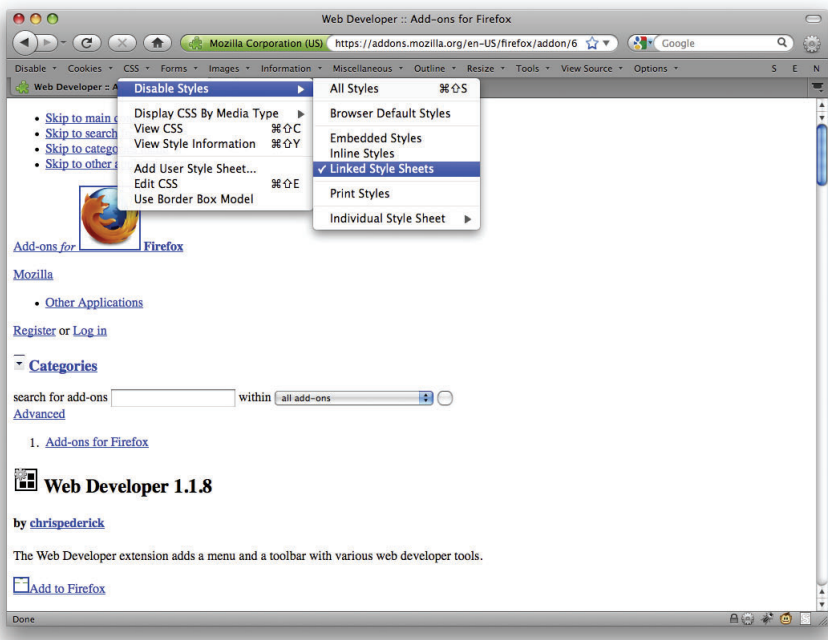 Web Developer :: Add-ons for Firefox
Mozilla Corporation (US) https://addons.mozilla.org/en-US/firefox/addon/6 Google
Disable Cookies CSS Forms Images Information Miscellaneous Outline Resize Tools View Source Options S E N
Web Developer :: A
Disable Styles
Display CSS By Media Type
View CSS ⌘⇧C
View Style Information ⌘⇧Y
Add User Style Sheet...
Edit CSS ⌘⇧E
Use Border Box Model
All Styles ⌘⇧S
Browser Default Styles
Embedded Styles
Inline Styles
✓ Linked Style Sheets
Print Styles
Individual Style Sheet
• Skip to main
• Skip to search
• Skip to catego
• Skip to other
Add-ons for Firefox
Mozilla
• Other Applications
Register or Log in
Categories
search for add-ons within all add-ons
Advanced
1. Add-ons for Firefox
Web Developer 1.1.8
by chrispederick
The Web Developer extension adds a menu and a toolbar with various web developer tools.
Add to Firefox
Done